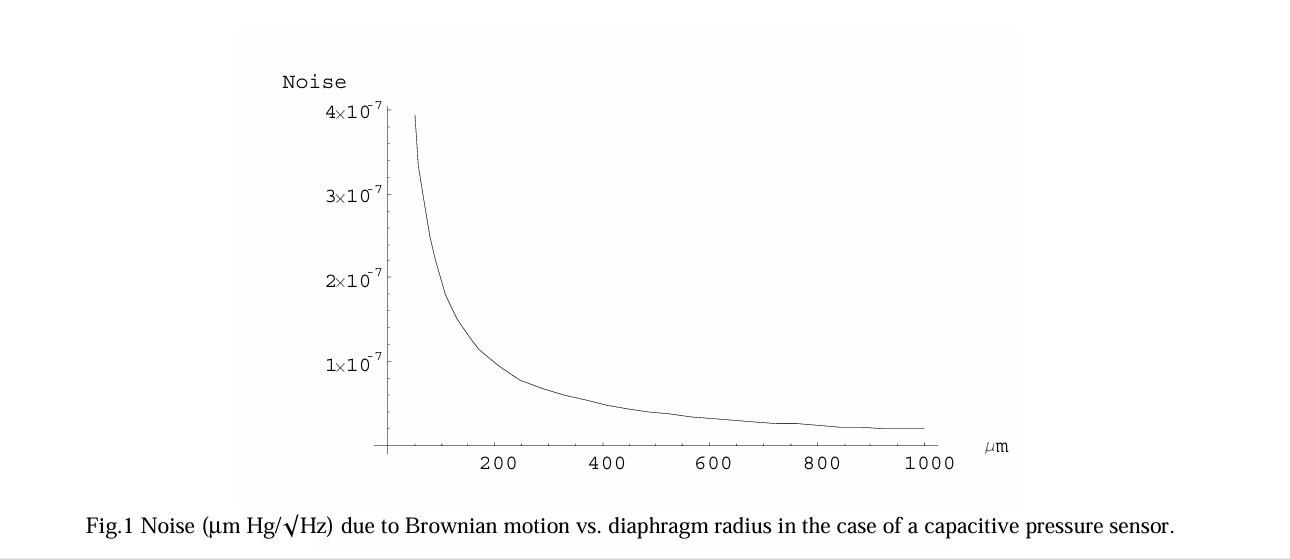 Noise
4×10⁻⁷
3×10⁻⁷
2×10⁻⁷
1×10⁻⁷
200 400 600 800 1000
μm
Fig.1 Noise (μm Hg/√Hz) due to Brownian motion vs. diaphragm radius in the case of a capacitive pressure sensor.